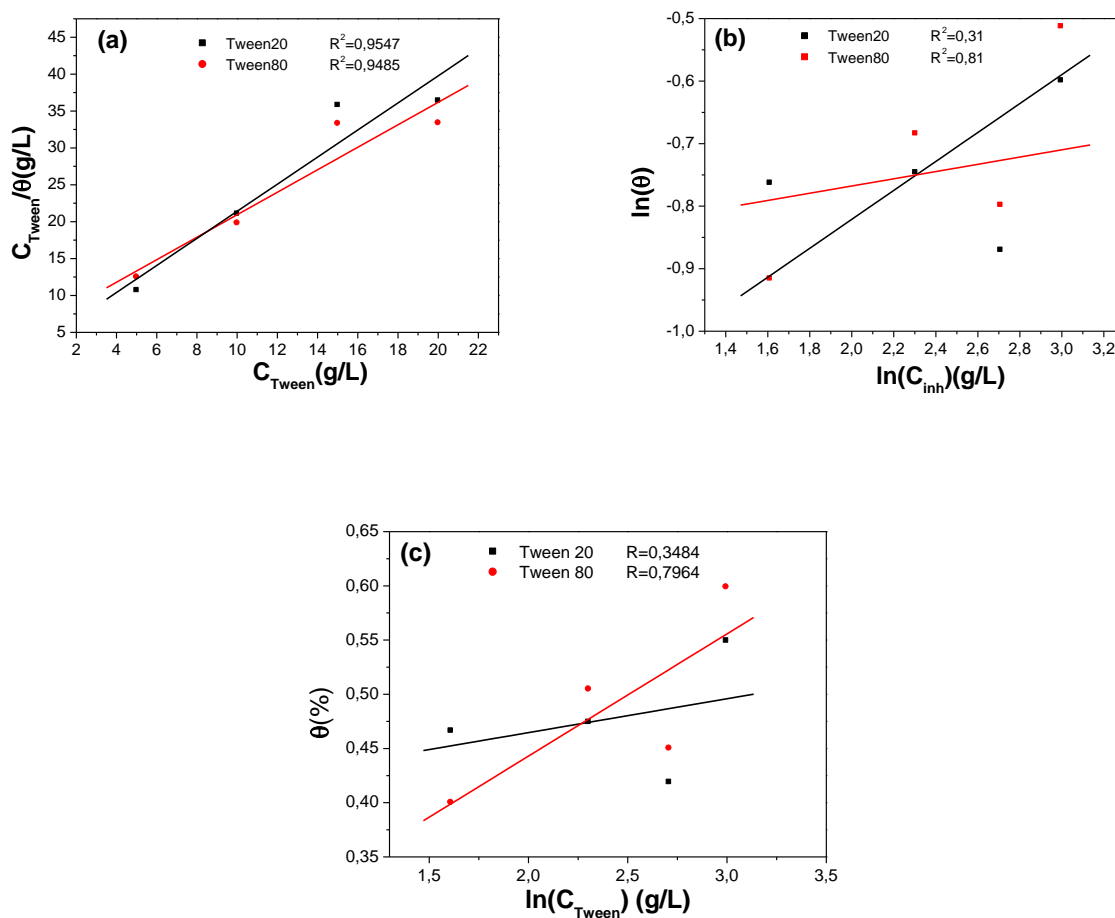 (a)
Tween20 R²=0,9547
Tween80 R²=0,9485
45
40
35
30
25
20
15
10
5
2 4 6 8 10 12 14 16 18 20 22
C_Tween/θ(g/L)
C_Tween(g/L)
(b)
Tween20 R²=0,31
Tween80 R²=0,81
-0,5
-0,6
-0,7
-0,8
-0,9
-1,0
1,4 1,6 1,8 2,0 2,2 2,4 2,6 2,8 3,0 3,2
ln(θ)
ln(C_inh)(g/L)
(c)
Tween 20 R=0,3484
Tween 80 R=0,7964
0,65
0,60
0,55
0,50
0,45
0,40
0,35
1,5 2,0 2,5 3,0 3,5
θ(%)
ln(C_Tween) (g/L)